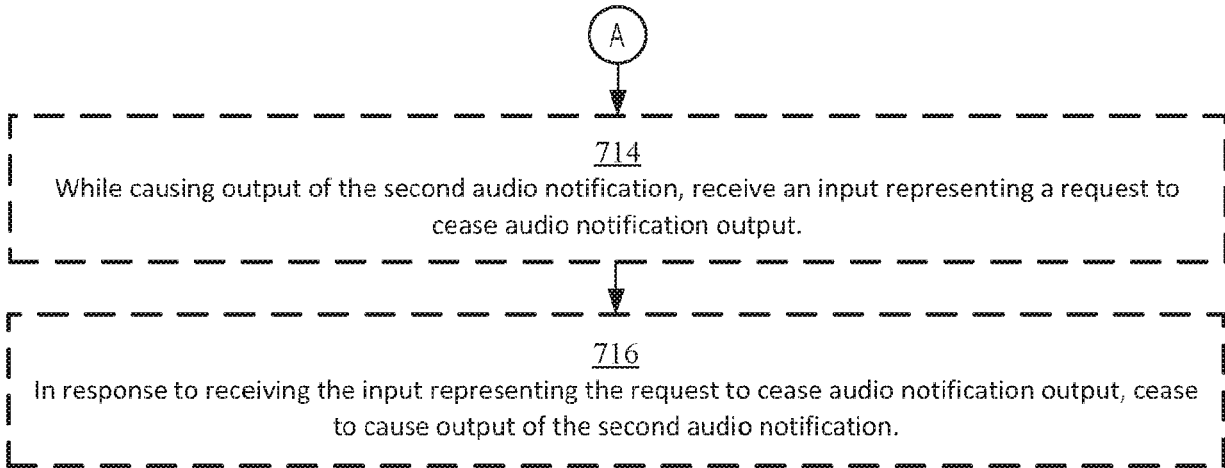 A
714
While causing output of the second audio notification, receive an input representing a request to
cease audio notification output.
716
In response to receiving the input representing the request to cease audio notification output, cease
to cause output of the second audio notification.